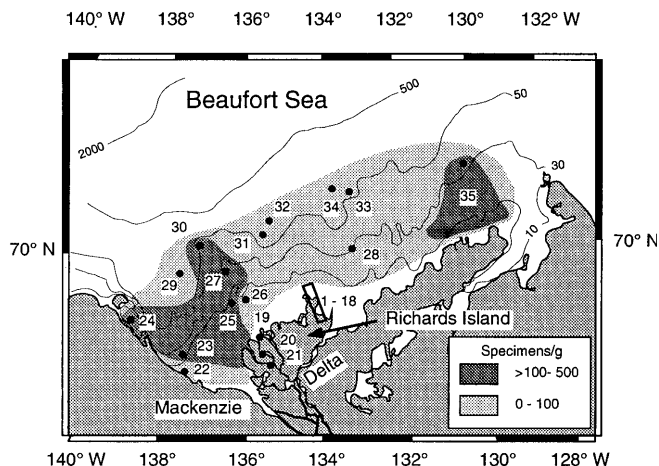 140° W 138° 136° 134° 132° 130° 132° W
Beaufort Sea
500
50
2000
30
35
32
34 33
30
31
10
70° N
70° N
28
29
27
26
1 - 18
24
25
19
Richards Island
20
23
21
22
Delta
Mackenzie
Specimens/g
>100- 500
0 - 100
140° W 138° 136° 134° 132° 130° 128° W